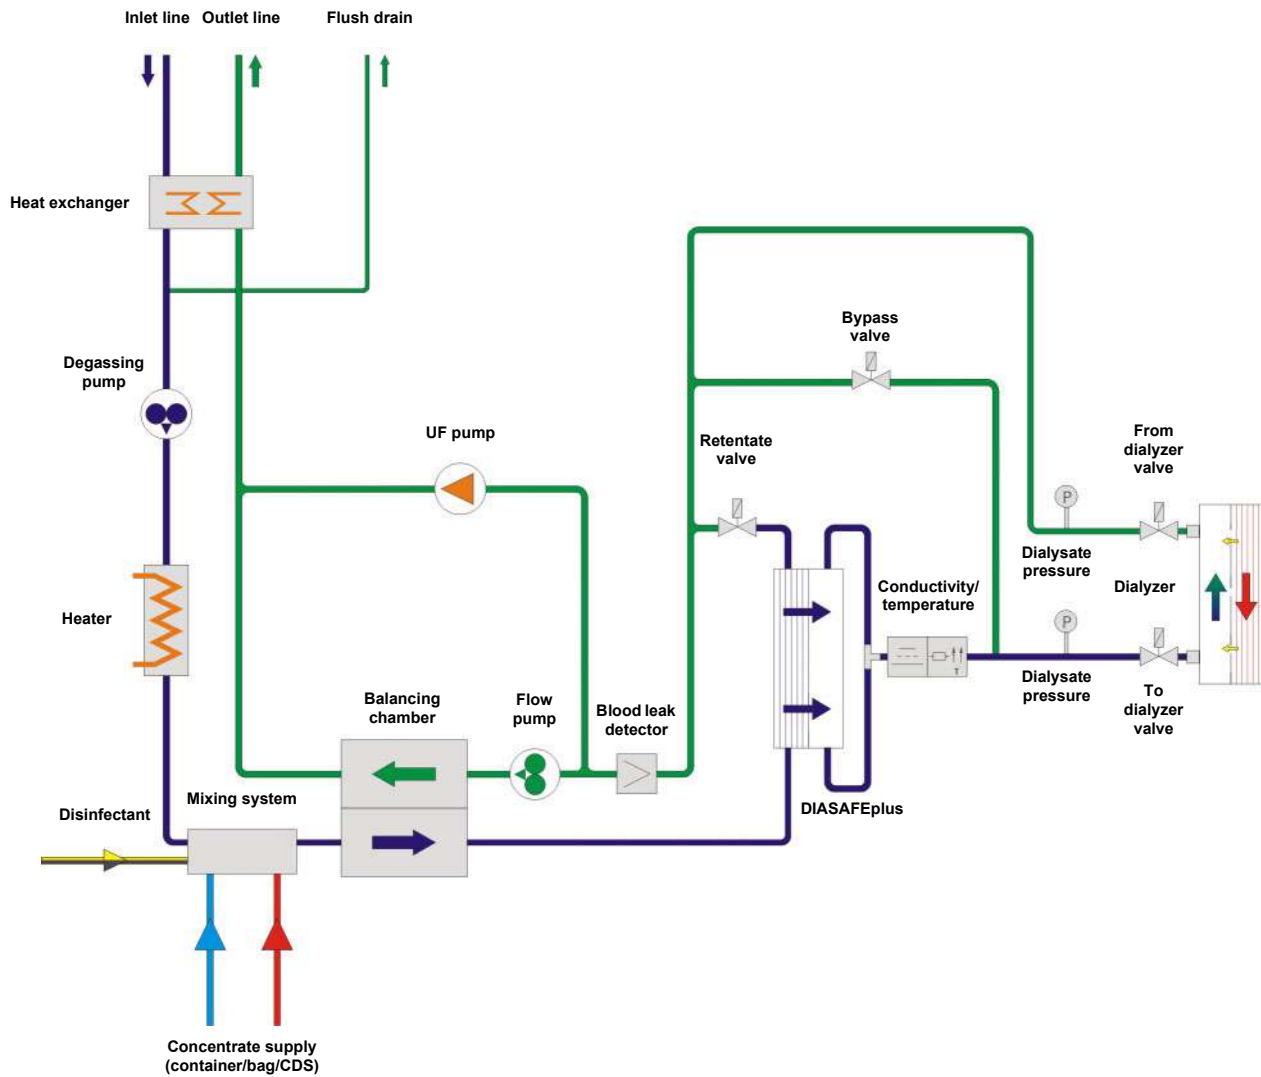 Inlet line
Outlet line
Flush drain
Heat exchanger
Bypass
valve
Degassing
pump
UF pump
Retentate
valve
From
dialyzer
valve
P
Dialysate
pressure
Dialyzer
Conductivity/
temperature
Heater
P
T
Dialysate
pressure
To
dialyzer
valve
Balancing
chamber
Flow
pump
Blood leak
detector
Mixing system
DIASAFEplus
Disinfectant
Concentrate supply
(container/bag/CDS)